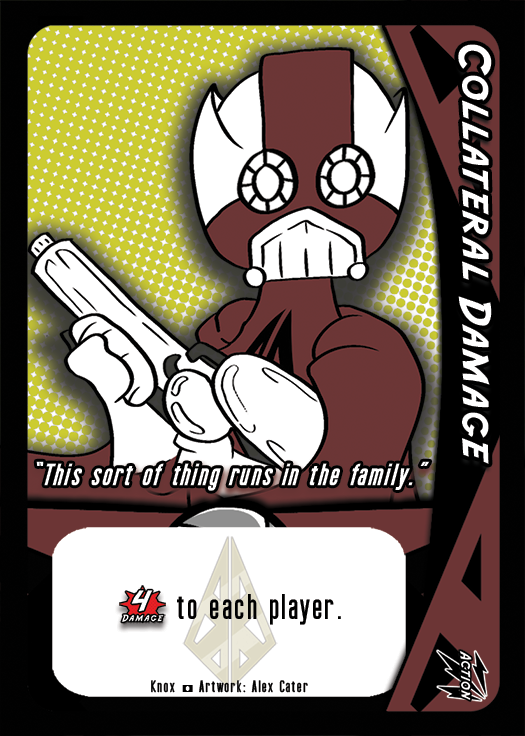 COLLATERAL DAMAGE
"This sort of thing runs in the family."
4 DAMAGE to each player.
Knox Artwork: Alex Cater
ACTION